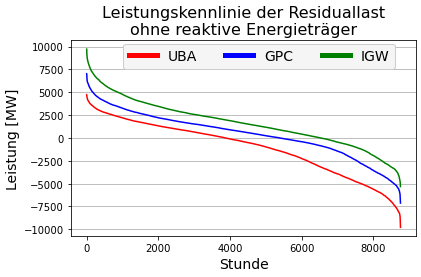 Leistungskennlinie der Residuallast
ohne reaktive Energieträger
UBA GPC IGW
Leistung [MW]
10000
7500
5000
2500
0
−2500
−5000
−7500
−10000
0 2000 4000 6000 8000
Stunde